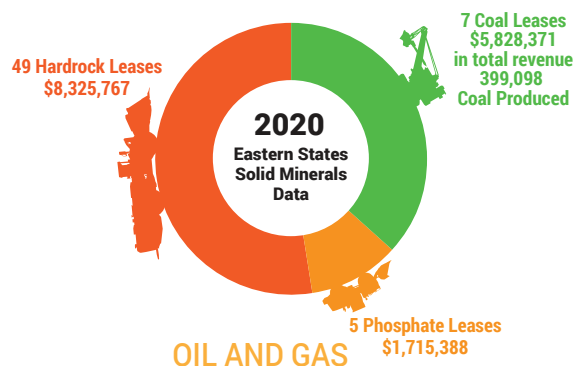 7 Coal Leases
$5,828,371
in total revenue
399,098
Coal Produced
49 Hardrock Leases
$8,325,767
2020
Eastern States
Solid Minerals
Data
5 Phosphate Leases
$1,715,388
OIL AND GAS